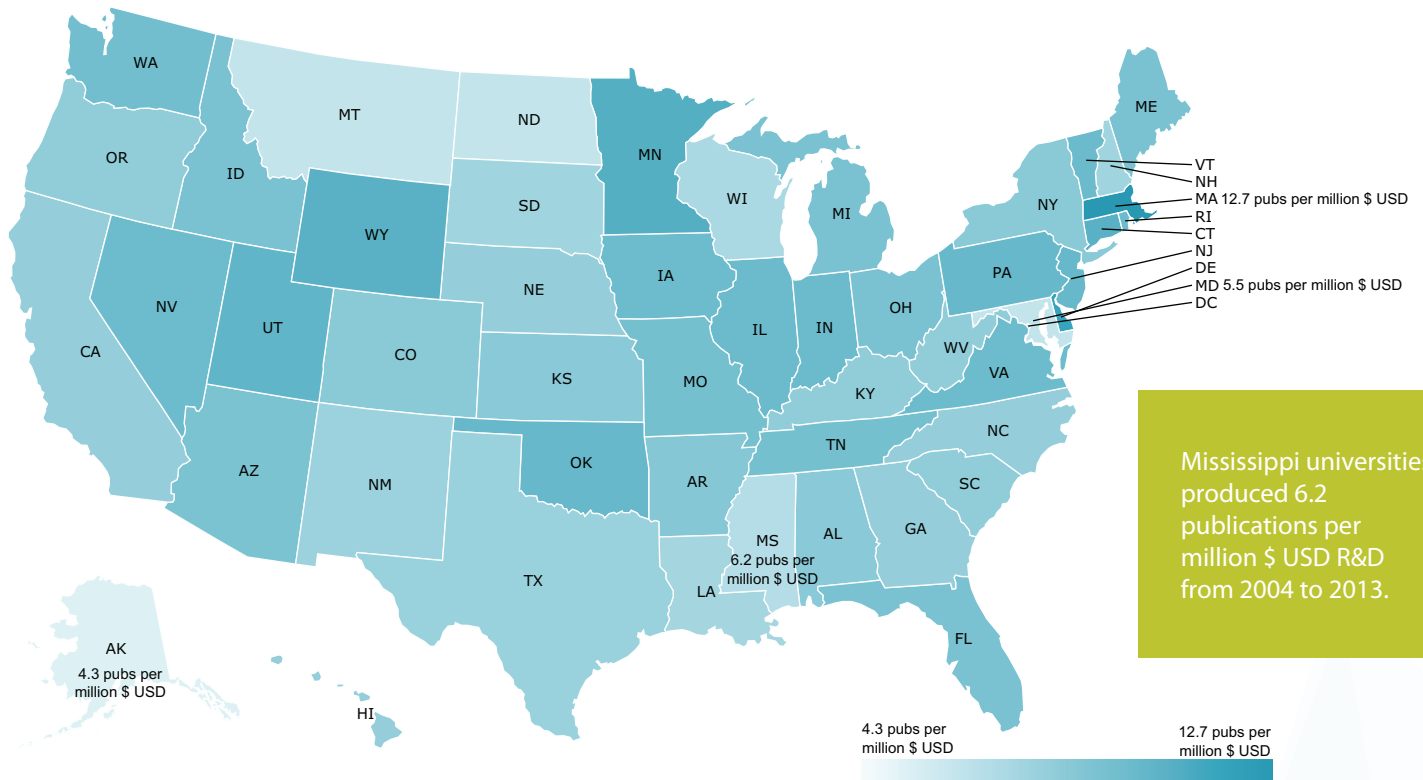 WA
MT
ND
MN
ME
OR
ID
SD
WI
MI
NY
VT
NH
MA 12.7 pubs per million $ USD
RI
CT
NJ
DE
MD 5.5 pubs per million $ USD
DC
WY
IA
PA
NE
NV
UT
CO
IL
IN
OH
CA
KS
MO
WV
VA
KY
NC
TN
AZ
NM
OK
AR
SC
MS
6.2 pubs per
million $ USD
AL
GA
TX
LA
FL
AK
4.3 pubs per
million $ USD
HI
Mississippi universitie
produced 6.2
publications per
million $ USD R&D
from 2004 to 2013.
4.3 pubs per
million $ USD
12.7 pubs per
million $ USD